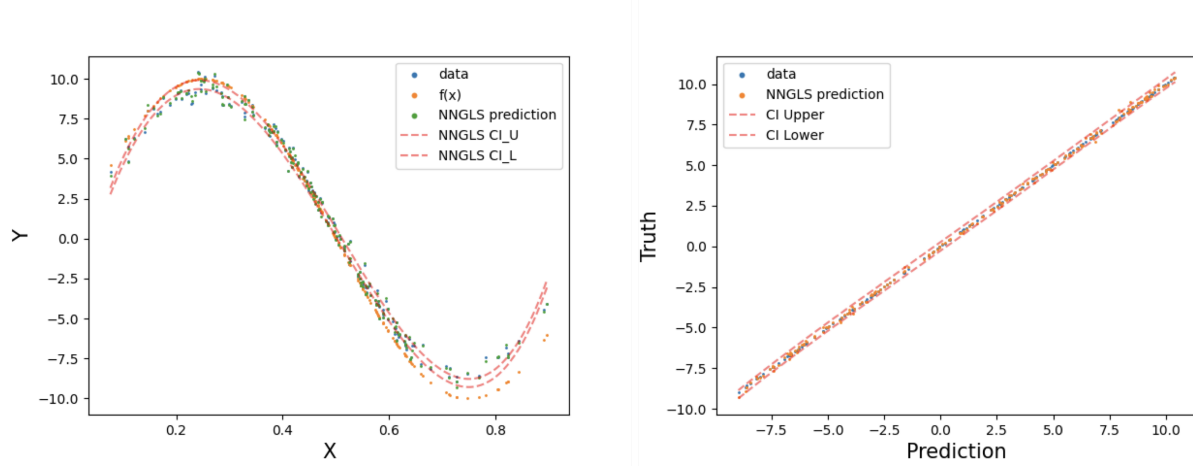 data
f(x)
NNGLS prediction
NNGLS CI_U
NNGLS CI_L
10.0
7.5
5.0
2.5
0.0
−2.5
−5.0
−7.5
−10.0
Y
0.2
0.4
0.6
0.8
X
data
NNGLS prediction
CI Upper
CI Lower
10.0
7.5
5.0
2.5
0.0
−2.5
−5.0
−7.5
−10.0
Truth
−7.5
−5.0
−2.5
0.0
2.5
5.0
7.5
10.0
Prediction